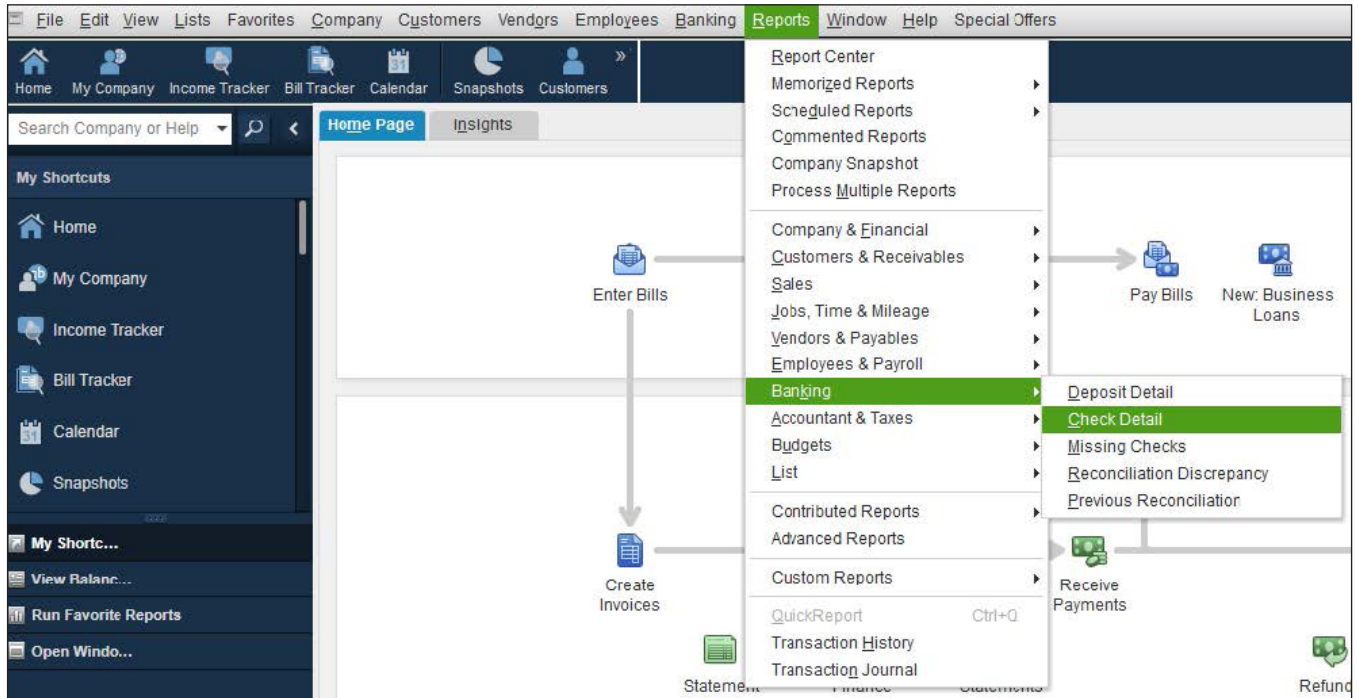 File Edit View Lists Favorites Company Customers Vendors Employees Banking Reports Window Help Special Offers
Home My Company Income Tracker Bill Tracker Calendar Snapshots Customers »
Search Company or Help
Home Page Insights
My Shortcuts
Home
My Company
Income Tracker
Bill Tracker
Calendar
Snapshots
My Shortc...
View Balanc...
Run Favorite Reports
Open Windo...
Enter Bills
Pay Bills
New: Business
Loans
Create
Invoices
Receive
Payments
Statement
Refund
Report Center
Memorized Reports
Scheduled Reports
Commented Reports
Company Snapshot
Process Multiple Reports
Company & Financial
Customers & Receivables
Sales
Jobs, Time & Mileage
Vendors & Payables
Employees & Payroll
Banking
Accountant & Taxes
Budgets
List
Contributed Reports
Advanced Reports
Custom Reports
QuickReport Ctrl+Q
Transaction History
Transaction Journal
Deposit Detail
Check Detail
Missing Checks
Reconciliation Discrepancy
Previous Reconciliation